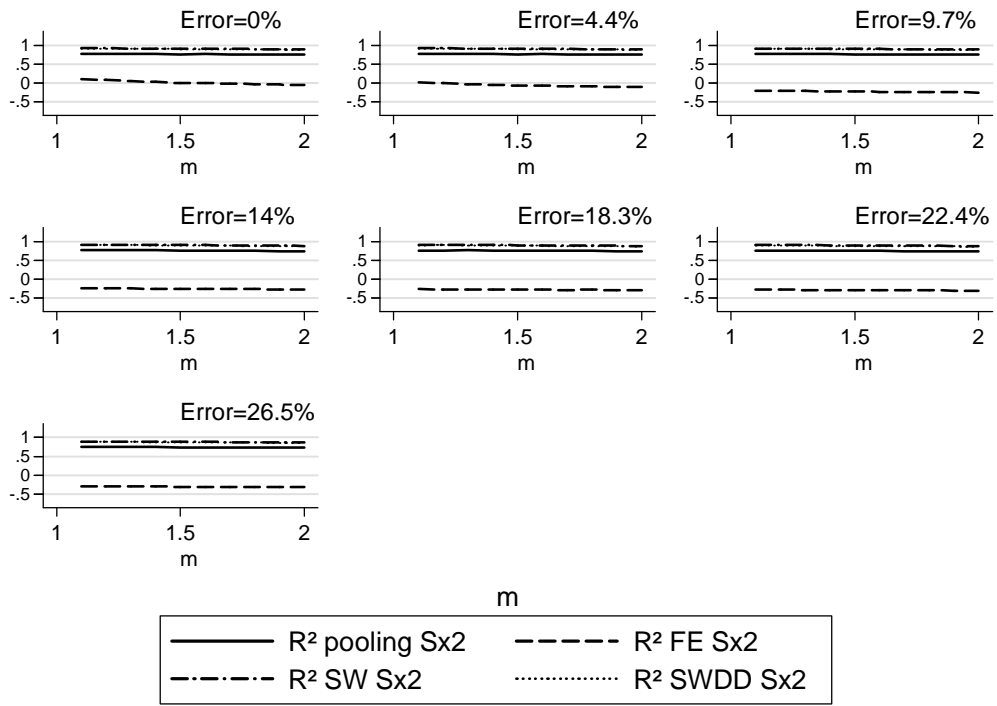 Error=0%
1
.5
0
-.5
1 1.5 2
m
Error=4.4%
1
.5
0
-.5
1 1.5 2
m
Error=9.7%
1
.5
0
-.5
1 1.5 2
m
Error=14%
1
.5
0
-.5
1 1.5 2
m
Error=18.3%
1
.5
0
-.5
1 1.5 2
m
Error=22.4%
1
.5
0
-.5
1 1.5 2
m
Error=26.5%
1
.5
0
-.5
1 1.5 2
m
m
R² pooling Sx2 R² FE Sx2
R² SW Sx2 R² SWDD Sx2